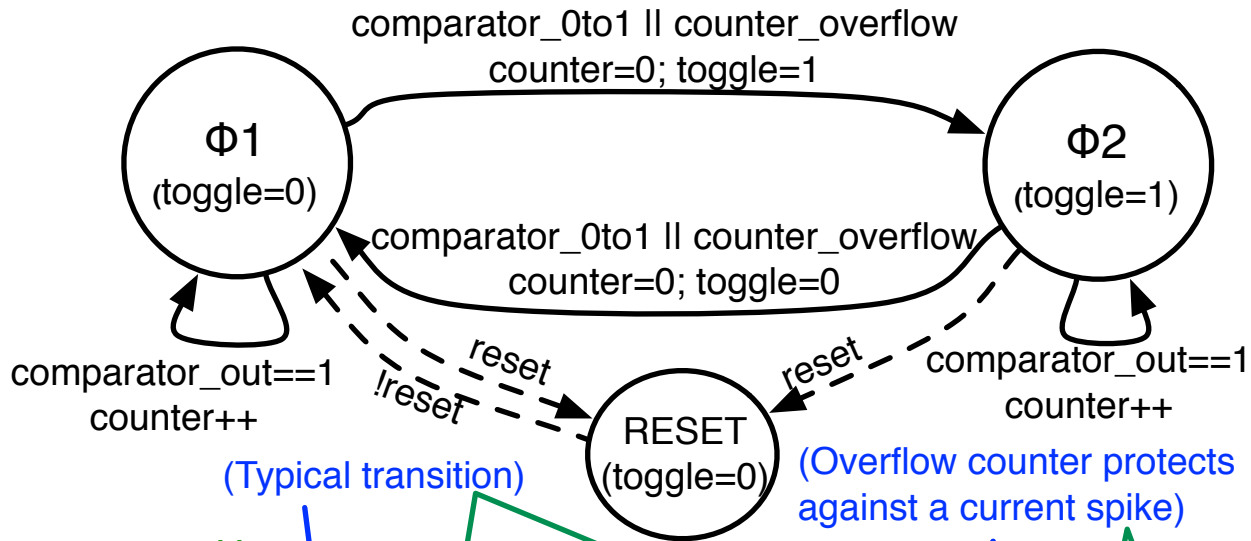 comparator_0to1 || counter_overflow
counter=0; toggle=1
Φ1
(toggle=0)
Φ2
(toggle=1)
comparator_0to1 || counter_overflow
counter=0; toggle=0
comparator_out==1
counter++
reset
!reset
reset
comparator_out==1
counter++
RESET
(toggle=0)
(Typical transition)
(Overflow counter protects
against a current spike)